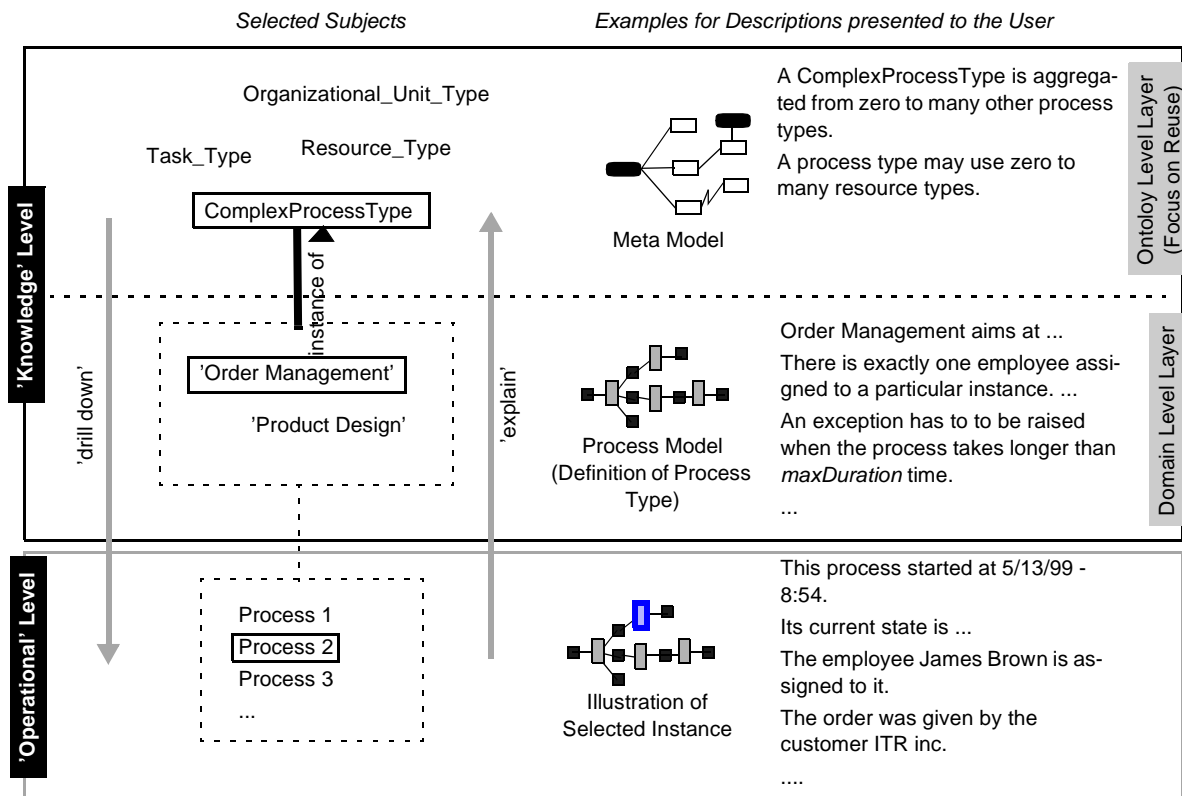 Selected Subjects
Examples for Descriptions presented to the User
'Knowledge' Level
Organizational_Unit_Type
Task_Type
Resource_Type
ComplexProcessType
instance of
Meta Model
A ComplexProcessType is aggrega-
ted from zero to many other process
types.
A process type may use zero to
many resource types.
Ontoloy Level Layer
(Focus on Reuse)
'drill down'
'Order Management'
'Product Design'
'explain'
Process Model
(Definition of Process
Type)
Order Management aims at ...
There is exactly one employee assi-
gned to a particular instance. ...
An exception has to to be raised
when the process takes longer than
maxDuration time.
...
Domain Level Layer
'Operational' Level
Process 1
Process 2
Process 3
...
Illustration of
Selected Instance
This process started at 5/13/99 -
8:54.
Its current state is ...
The employee James Brown is as-
signed to it.
The order was given by the
customer ITR inc.
....